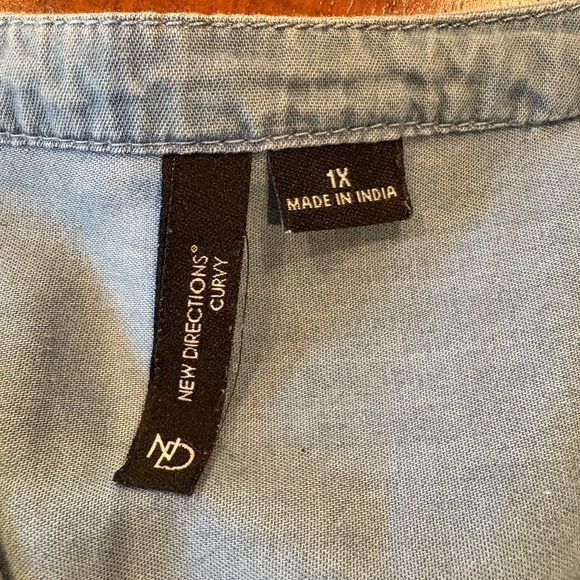 1X
MADE IN INDIA
NEW DIRECTIONS®
CURVY
ND